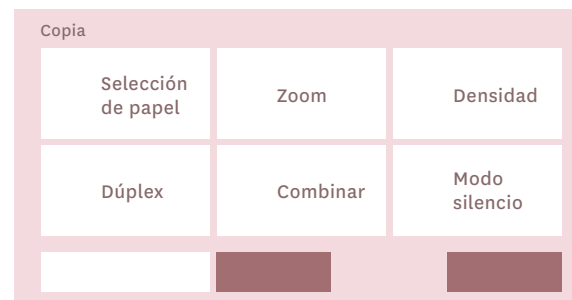 Copia
Selección
de papel
Zoom
Densidad
Dúplex
Combinar
Modo
silencio